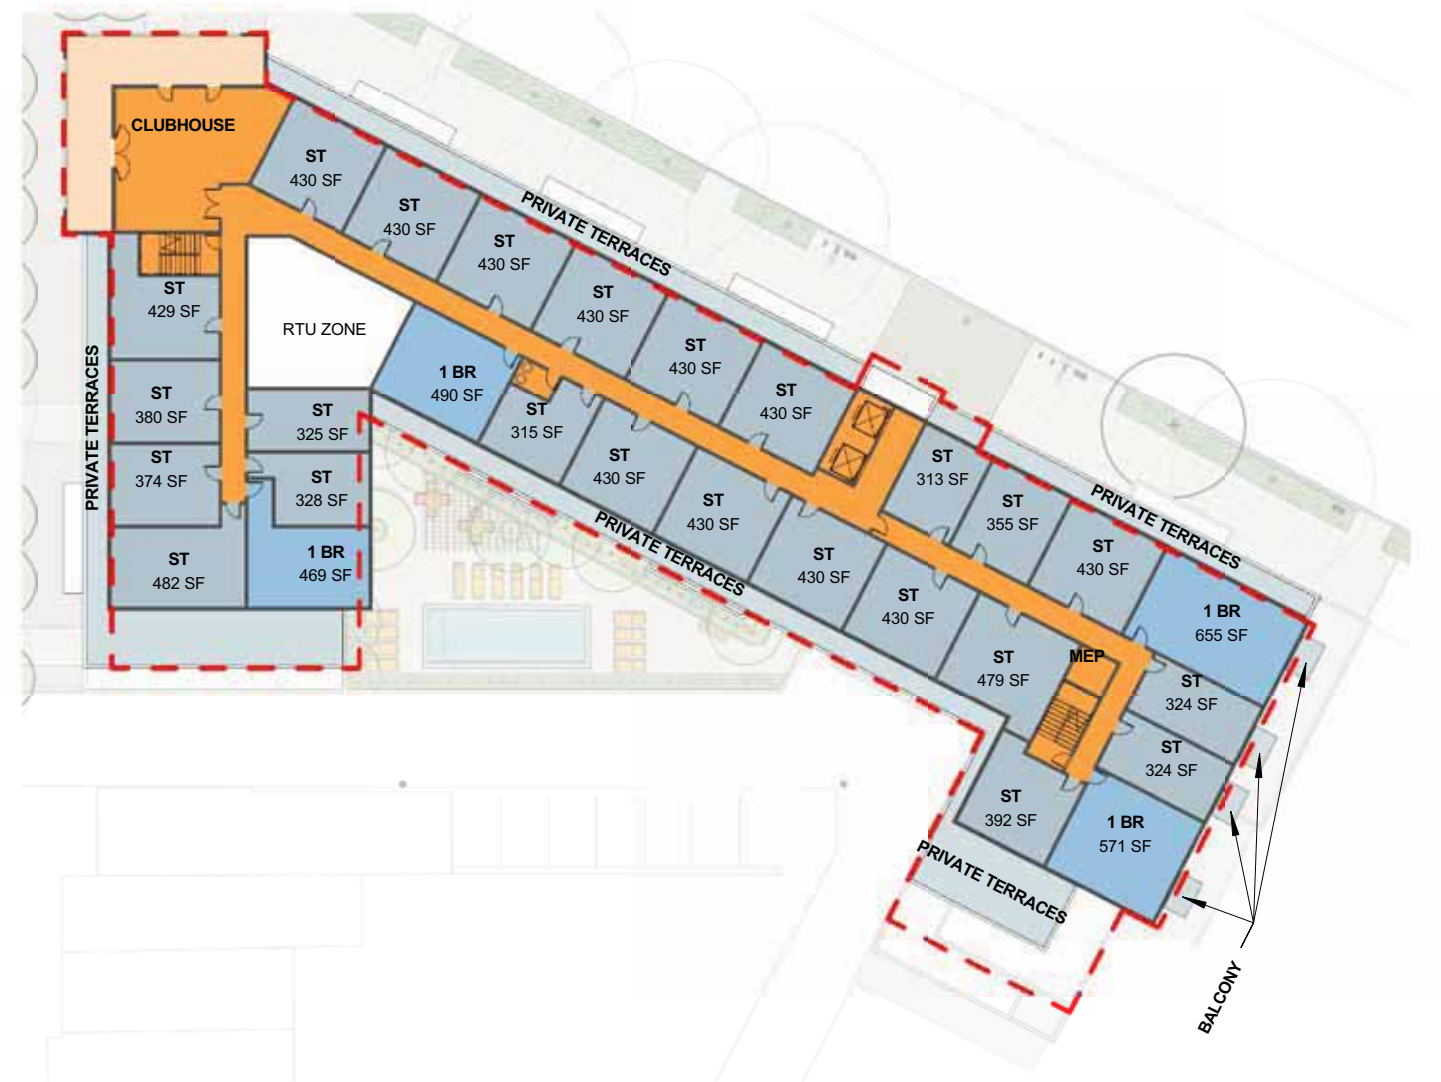 CLUBHOUSE
ST
430 SF
ST
430 SF
ST
430 SF
ST
430 SF
ST
430 SF
ST
430 SF
PRIVATE TERRACES
ST
429 SF
RTU ZONE
ST
380 SF
ST
374 SF
ST
482 SF
PRIVATE TERRACES
ST
325 SF
ST
328 SF
1 BR
469 SF
1 BR
490 SF
ST
315 SF
ST
430 SF
ST
430 SF
ST
430 SF
ST
430 SF
ST
479 SF
PRIVATE TERRACES
ST
313 SF
ST
355 SF
ST
430 SF
1 BR
655 SF
PRIVATE TERRACES
MEP
ST
324 SF
ST
324 SF
ST
392 SF
1 BR
571 SF
PRIVATE TERRACES
BALCONY